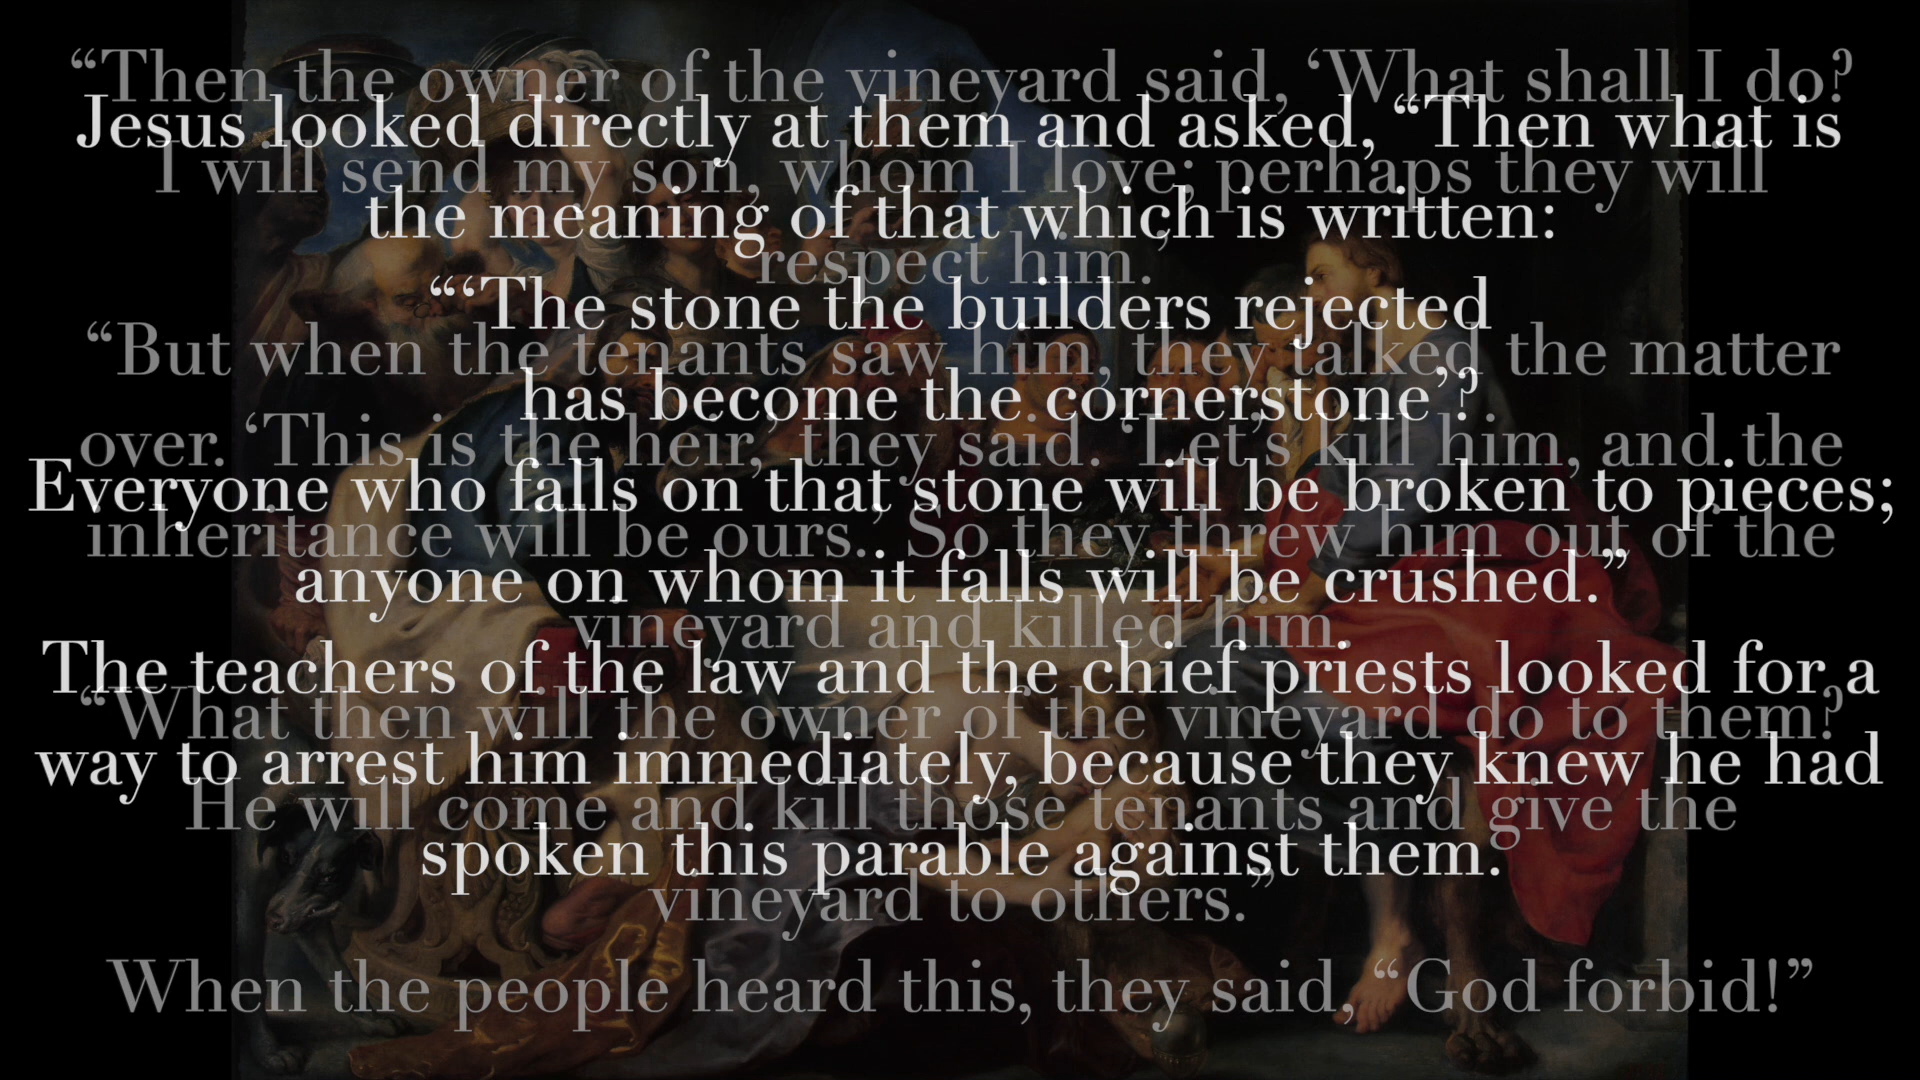 “Then the owner of the vineyard said, ‘What shall I do?
I will send my son, whom I love; perhaps they will
respect him.’
“But when the tenants saw him, they talked the matter
over. ‘This is the heir,’ they said. ‘Let’s kill him, and the
inheritance will be ours.’ So they threw him out of the
vineyard and killed him.
“What then will the owner of the vineyard do to them?
He will come and kill those tenants and give the
vineyard to others.”
When the people heard this, they said, “God forbid!”
Jesus looked directly at them and asked, “Then what is
the meaning of that which is written:
“‘The stone the builders rejected
has become the cornerstone’?
Everyone who falls on that stone will be broken to pieces;
anyone on whom it falls will be crushed.”
The teachers of the law and the chief priests looked for a
way to arrest him immediately, because they knew he had
spoken this parable against them.